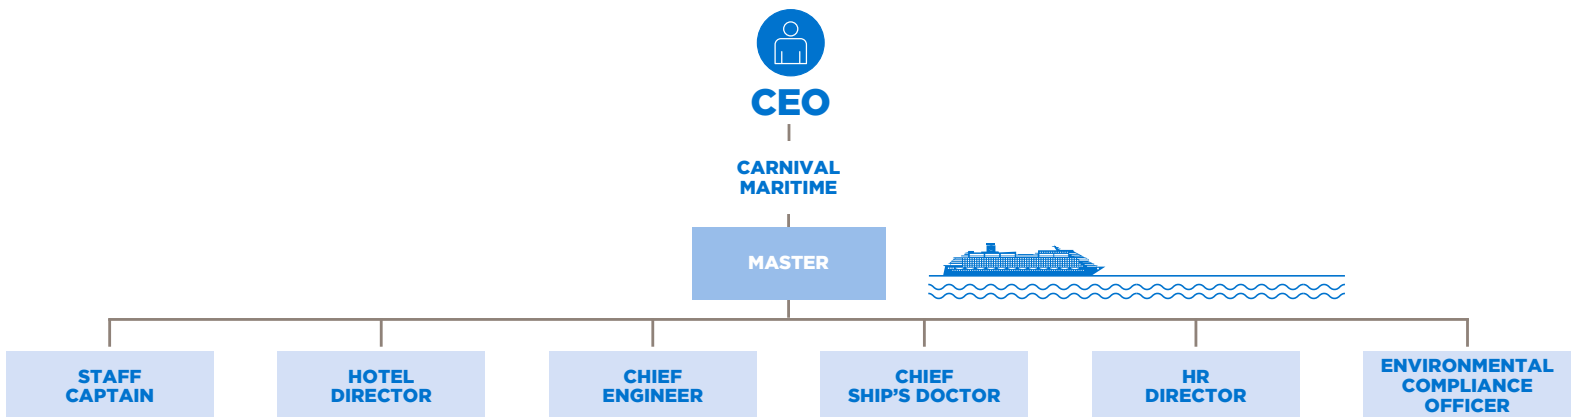 CEO
CARNIVAL
MARITIME
MASTER
STAFF
CAPTAIN
HOTEL
DIRECTOR
CHIEF
ENGINEER
CHIEF
SHIP’S DOCTOR
HR
DIRECTOR
ENVIRONMENTAL
COMPLIANCE
OFFICER